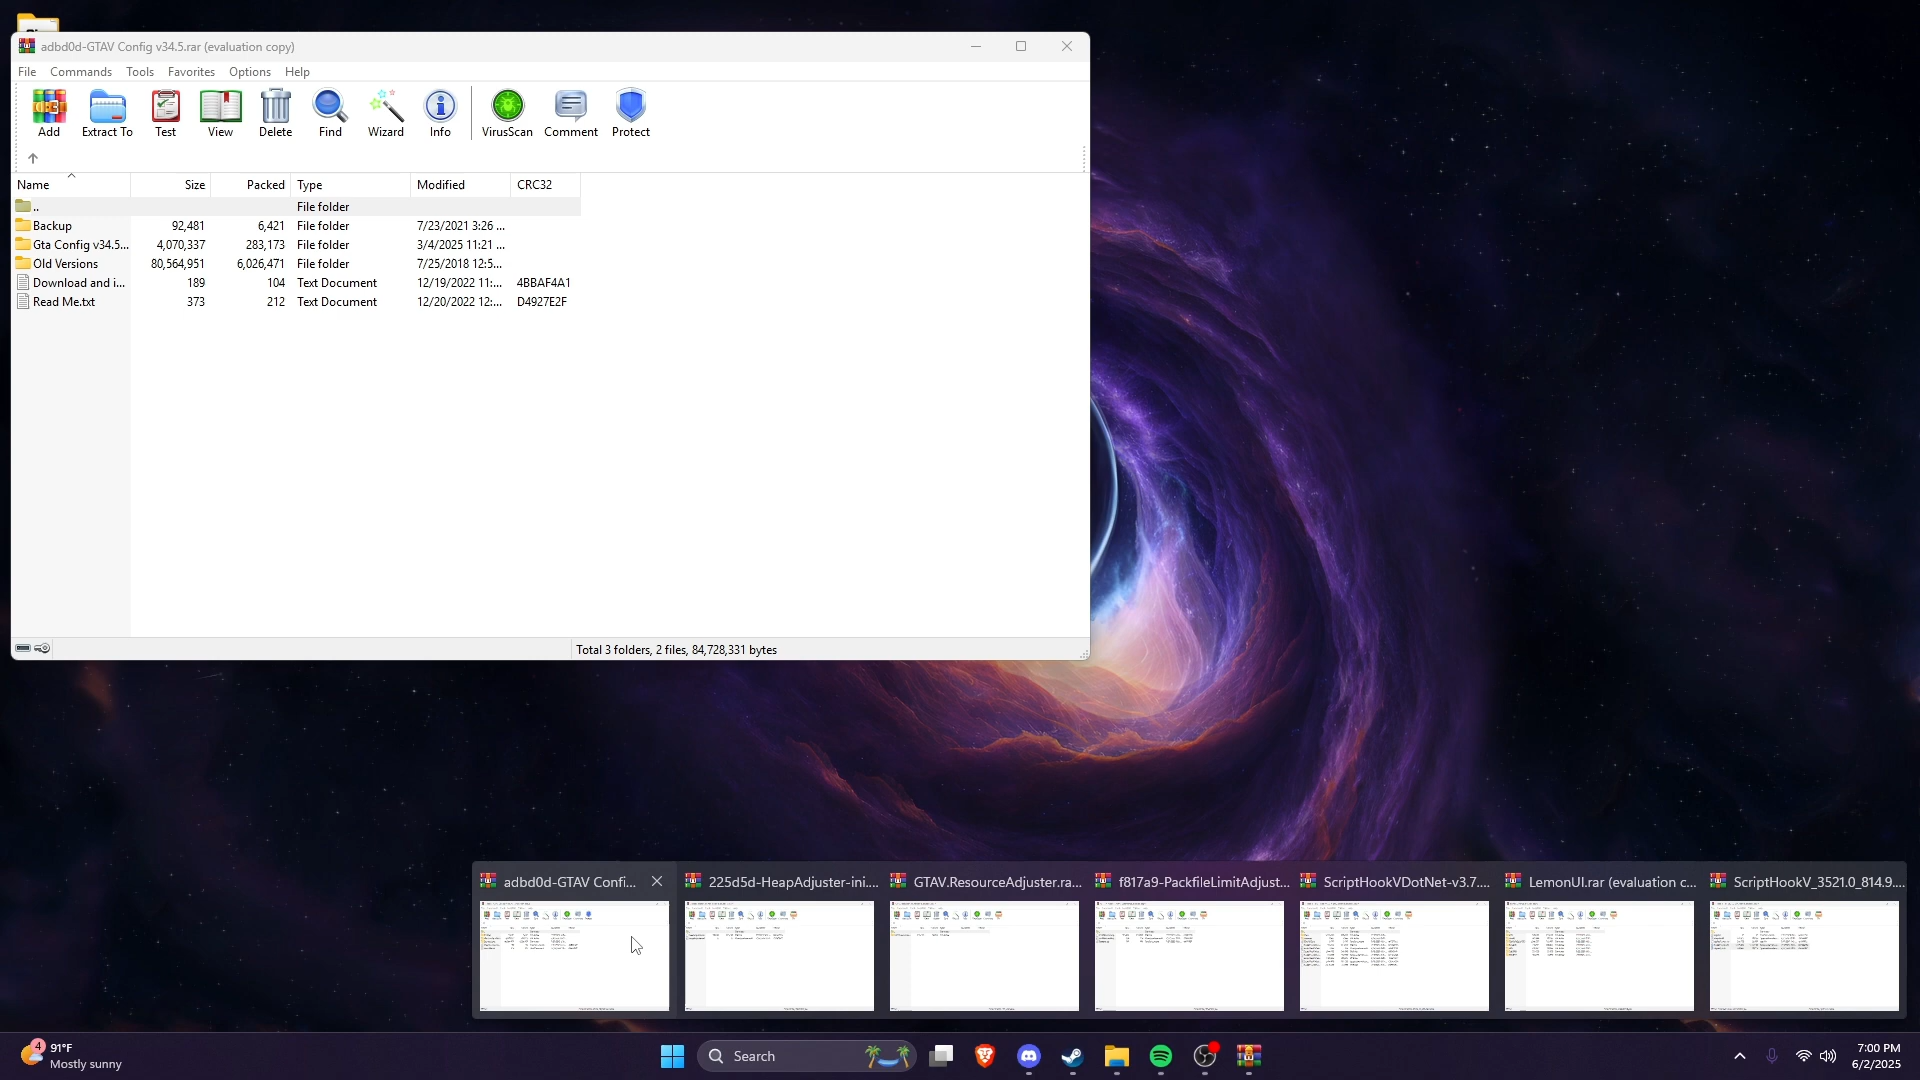 adbd0d-GTAV Config v34.5.rar (evaluation copy)
File Commands Tools Favorites Options Help
Add Extract To Test View Delete Find Wizard Info VirusScan Comment Protect
Name Size Packed Type Modified CRC32
.. File folder
Backup 92,481 6,421 File folder 7/23/2021 3:26 ...
Gta Config v34.5... 4,070,337 283,173 File folder 3/4/2025 11:21 ...
Old Versions 80,564,951 6,026,471 File folder 7/25/2018 12:5...
Download and i... 189 104 Text Document 12/19/2022 11:... 4BBAF4A1
Read Me.txt 373 212 Text Document 12/20/2022 12:... D4927E2F
Total 3 folders, 2 files, 84,728,331 bytes
adbd0d-GTAV Confi... 225d5d-HeapAdjuster-ini.... GTAV.ResourceAdjuster.ra... f817a9-PackfileLimitAdjust... ScriptHookVDotNet-v3.7.... LemonUI.rar (evaluation c... ScriptHookV_3521.0_814.9....
4
91°F
Mostly sunny
Search
7:00 PM
6/2/2025